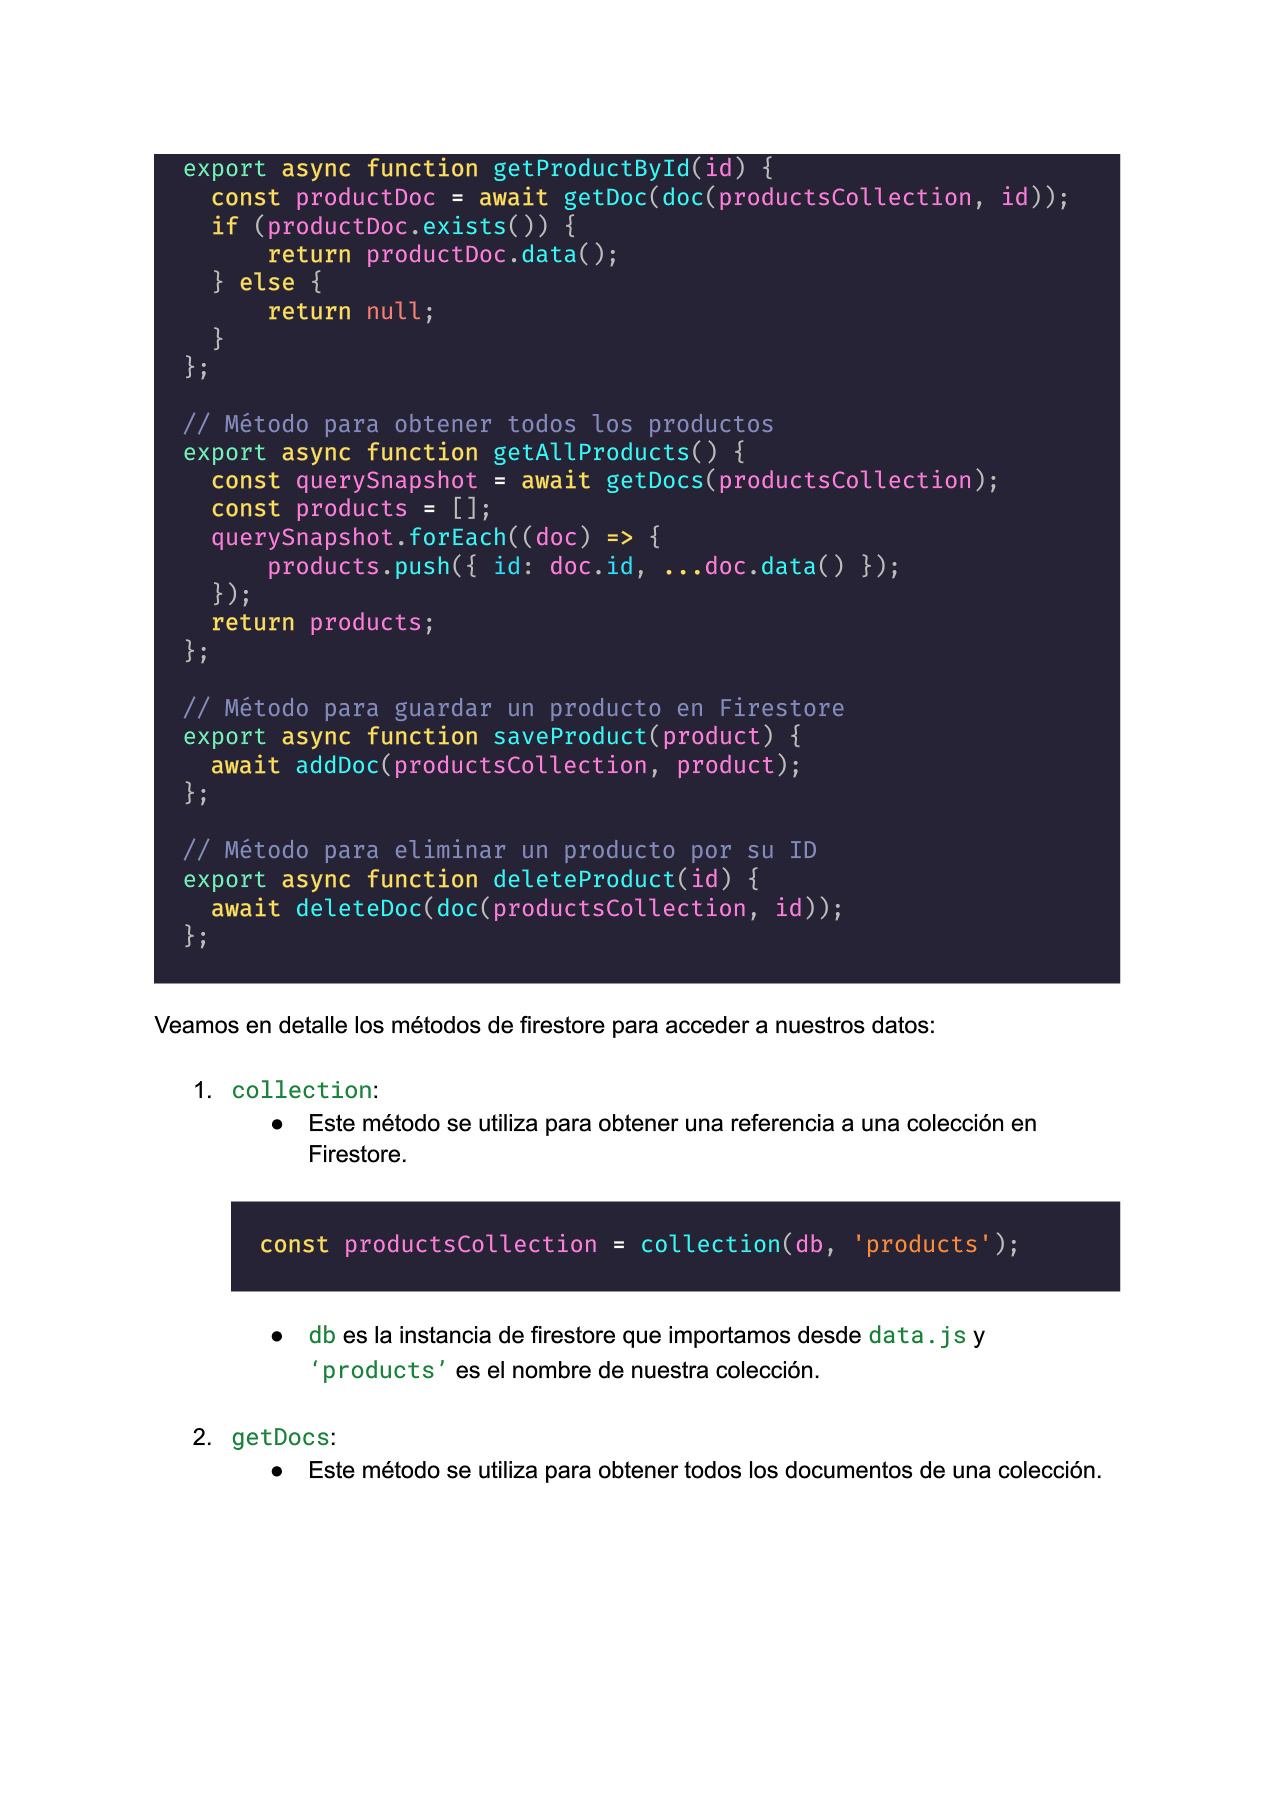 export async function getProductById(id) {
  const productDoc = await getDoc(doc(productsCollection, id));
  if (productDoc.exists()) {
      return productDoc.data();
  } else {
      return null;
  }
};

// Método para obtener todos los productos
export async function getAllProducts() {
  const querySnapshot = await getDocs(productsCollection);
  const products = [];
  querySnapshot.forEach((doc) => {
      products.push({ id: doc.id, ...doc.data() });
  });
  return products;
};

// Método para guardar un producto en Firestore
export async function saveProduct(product) {
  await addDoc(productsCollection, product);
};

// Método para eliminar un producto por su ID
export async function deleteProduct(id) {
  await deleteDoc(doc(productsCollection, id));
};

Veamos en detalle los métodos de firestore para acceder a nuestros datos:

1. collection:
● Este método se utiliza para obtener una referencia a una colección en
Firestore.

const productsCollection = collection(db, 'products');

● db es la instancia de firestore que importamos desde data.js y
‘products’ es el nombre de nuestra colección.

2. getDocs:
● Este método se utiliza para obtener todos los documentos de una colección.